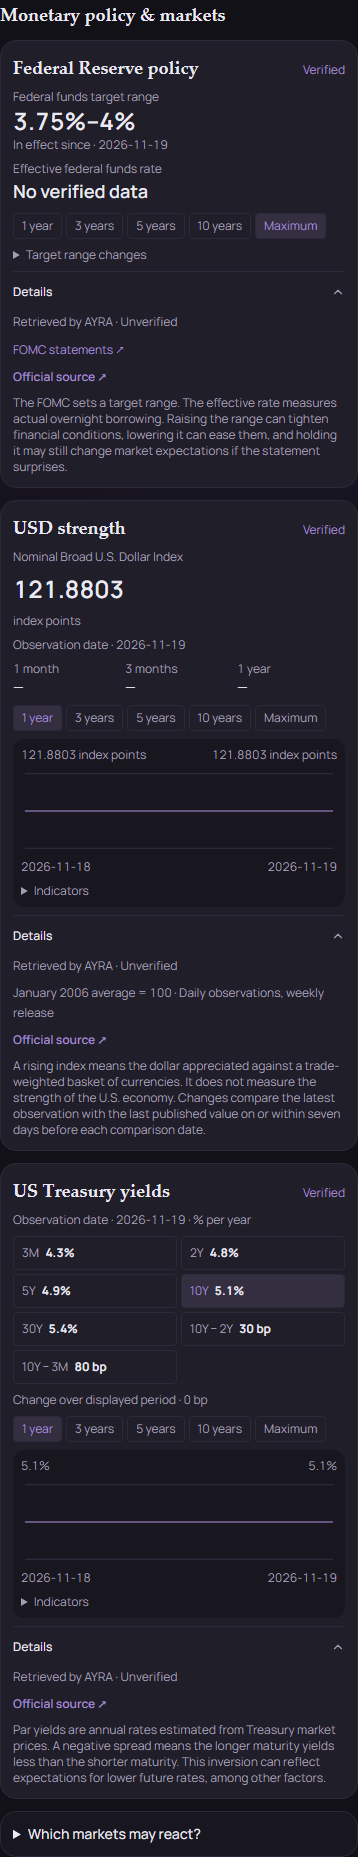 Monetary policy & markets
Federal Reserve policy
Verified
Federal funds target range
3.75%–4%
In effect since · 2026-11-19
Effective federal funds rate
No verified data
1 year 3 years 5 years 10 years Maximum
▶ Target range changes
Details
Retrieved by AYRA · Unverified
FOMC statements ↗
Official source ↗
The FOMC sets a target range. The effective rate measures
actual overnight borrowing. Raising the range can tighten
financial conditions, lowering it can ease them, and holding
it may still change market expectations if the statement
surprises.
USD strength
Verified
Nominal Broad U.S. Dollar Index
121.8803
index points
Observation date · 2026-11-19
1 month 3 months 1 year
— — —
1 year 3 years 5 years 10 years Maximum
121.8803 index points 121.8803 index points
2026-11-18 2026-11-19
▶ Indicators
Details
Retrieved by AYRA · Unverified
January 2006 average = 100 · Daily observations, weekly
release
Official source ↗
A rising index means the dollar appreciated against a trade-
weighted basket of currencies. It does not measure the
strength of the U.S. economy. Changes compare the latest
observation with the last published value on or within seven
days before each comparison date.
US Treasury yields
Verified
Observation date · 2026-11-19 · % per year
3M 4.3% 2Y 4.8%
5Y 4.9% 10Y 5.1%
30Y 5.4% 10Y − 2Y 30 bp
10Y − 3M 80 bp
Change over displayed period · 0 bp
1 year 3 years 5 years 10 years Maximum
5.1% 5.1%
2026-11-18 2026-11-19
▶ Indicators
Details
Retrieved by AYRA · Unverified
Official source ↗
Par yields are annual rates estimated from Treasury market
prices. A negative spread means the longer maturity yields
less than the shorter maturity. This inversion can reflect
expectations for lower future rates, among other factors.
▶ Which markets may react?